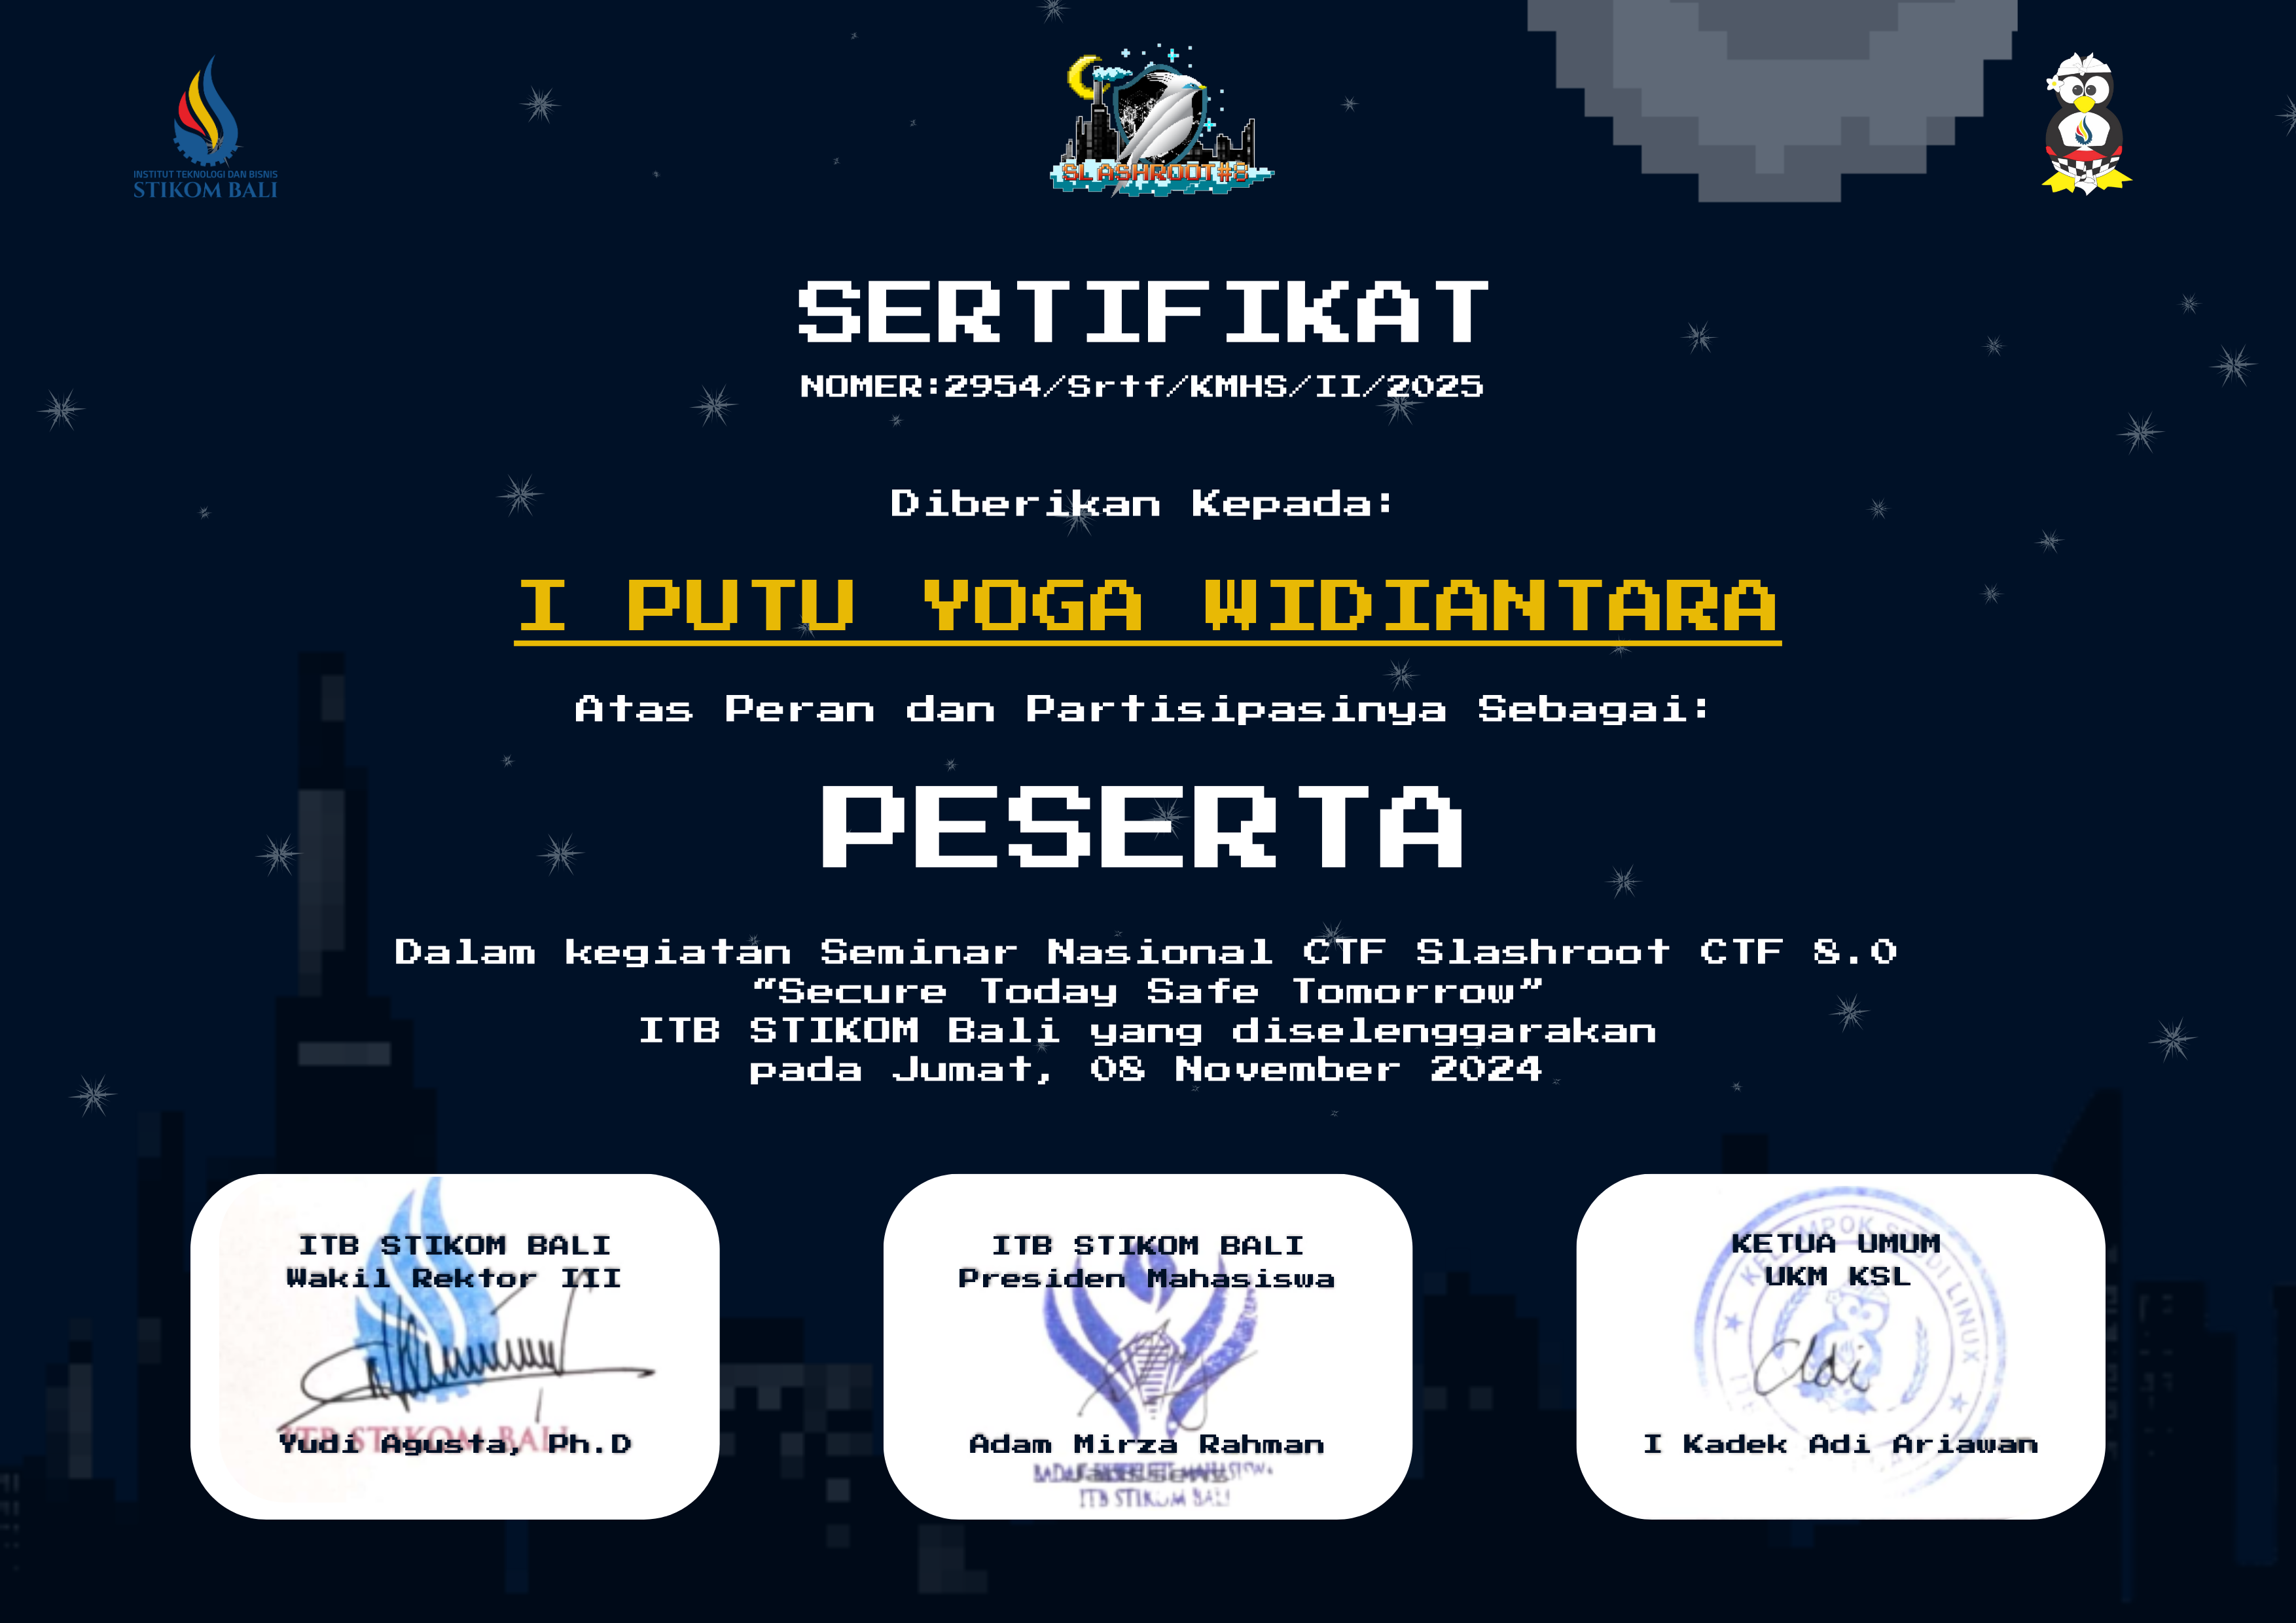 INSTITUT TEKNOLOGI DAN BISNIS
STIKOM BALI
SLASHROOT#8
SERTIFIKAT
NOMER:2954/Srtf/KMHS/II/2025
Diberikan Kepada:
I PUTU YOGA WIDIANTARA
Atas Peran dan Partisipasinya Sebagai:
PESERTA
Dalam kegiatan Seminar Nasional CTF Slashroot CTF 8.0
"Secure Today Safe Tomorrow"
ITB STIKOM Bali yang diselenggarakan
pada Jumat, 08 November 2024
ITB STIKOM BALI
Wakil Rektor III
ITB STIKOM BALI
Yudi Agusta, Ph.D
ITB STIKOM BALI
Presiden Mahasiswa
Adam Mirza Rahman
ITB STIKOM BALI
KETUA UMUM
UKM KSL
KELOMPOK STUDI LINUX
Adi
I Kadek Adi Ariawan